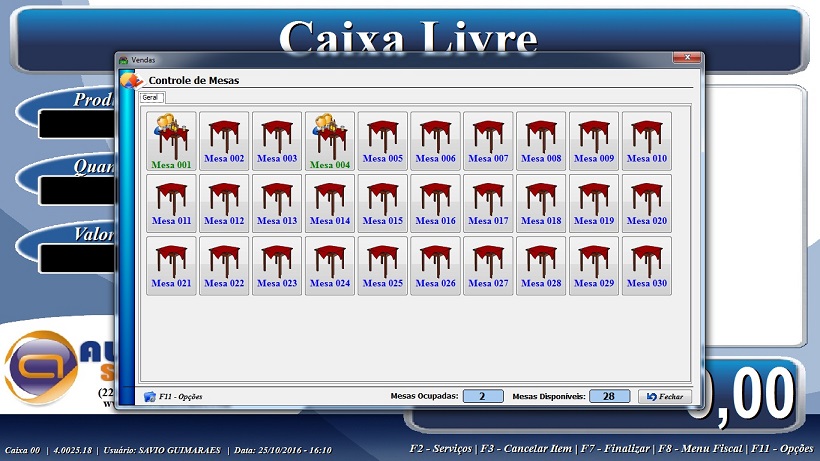 Caixa Livre
Vendas
Controle de Mesas
Geral
Mesa 001 Mesa 002 Mesa 003 Mesa 004 Mesa 005 Mesa 006 Mesa 007 Mesa 008 Mesa 009 Mesa 010
Mesa 011 Mesa 012 Mesa 013 Mesa 014 Mesa 015 Mesa 016 Mesa 017 Mesa 018 Mesa 019 Mesa 020
Mesa 021 Mesa 022 Mesa 023 Mesa 024 Mesa 025 Mesa 026 Mesa 027 Mesa 028 Mesa 029 Mesa 030
F11 - Opções
Mesas Ocupadas: 2 Mesas Disponíveis: 28 Fechar
Prod
Quan
Valor
(22
0,00
Caixa 00 | 4.0025.18 | Usuário: SAVIO GUIMARAES | Data: 25/10/2016 - 16:10
F2 - Serviços | F3 - Cancelar Item | F7 - Finalizar | F8 - Menu Fiscal | F11 - Opções